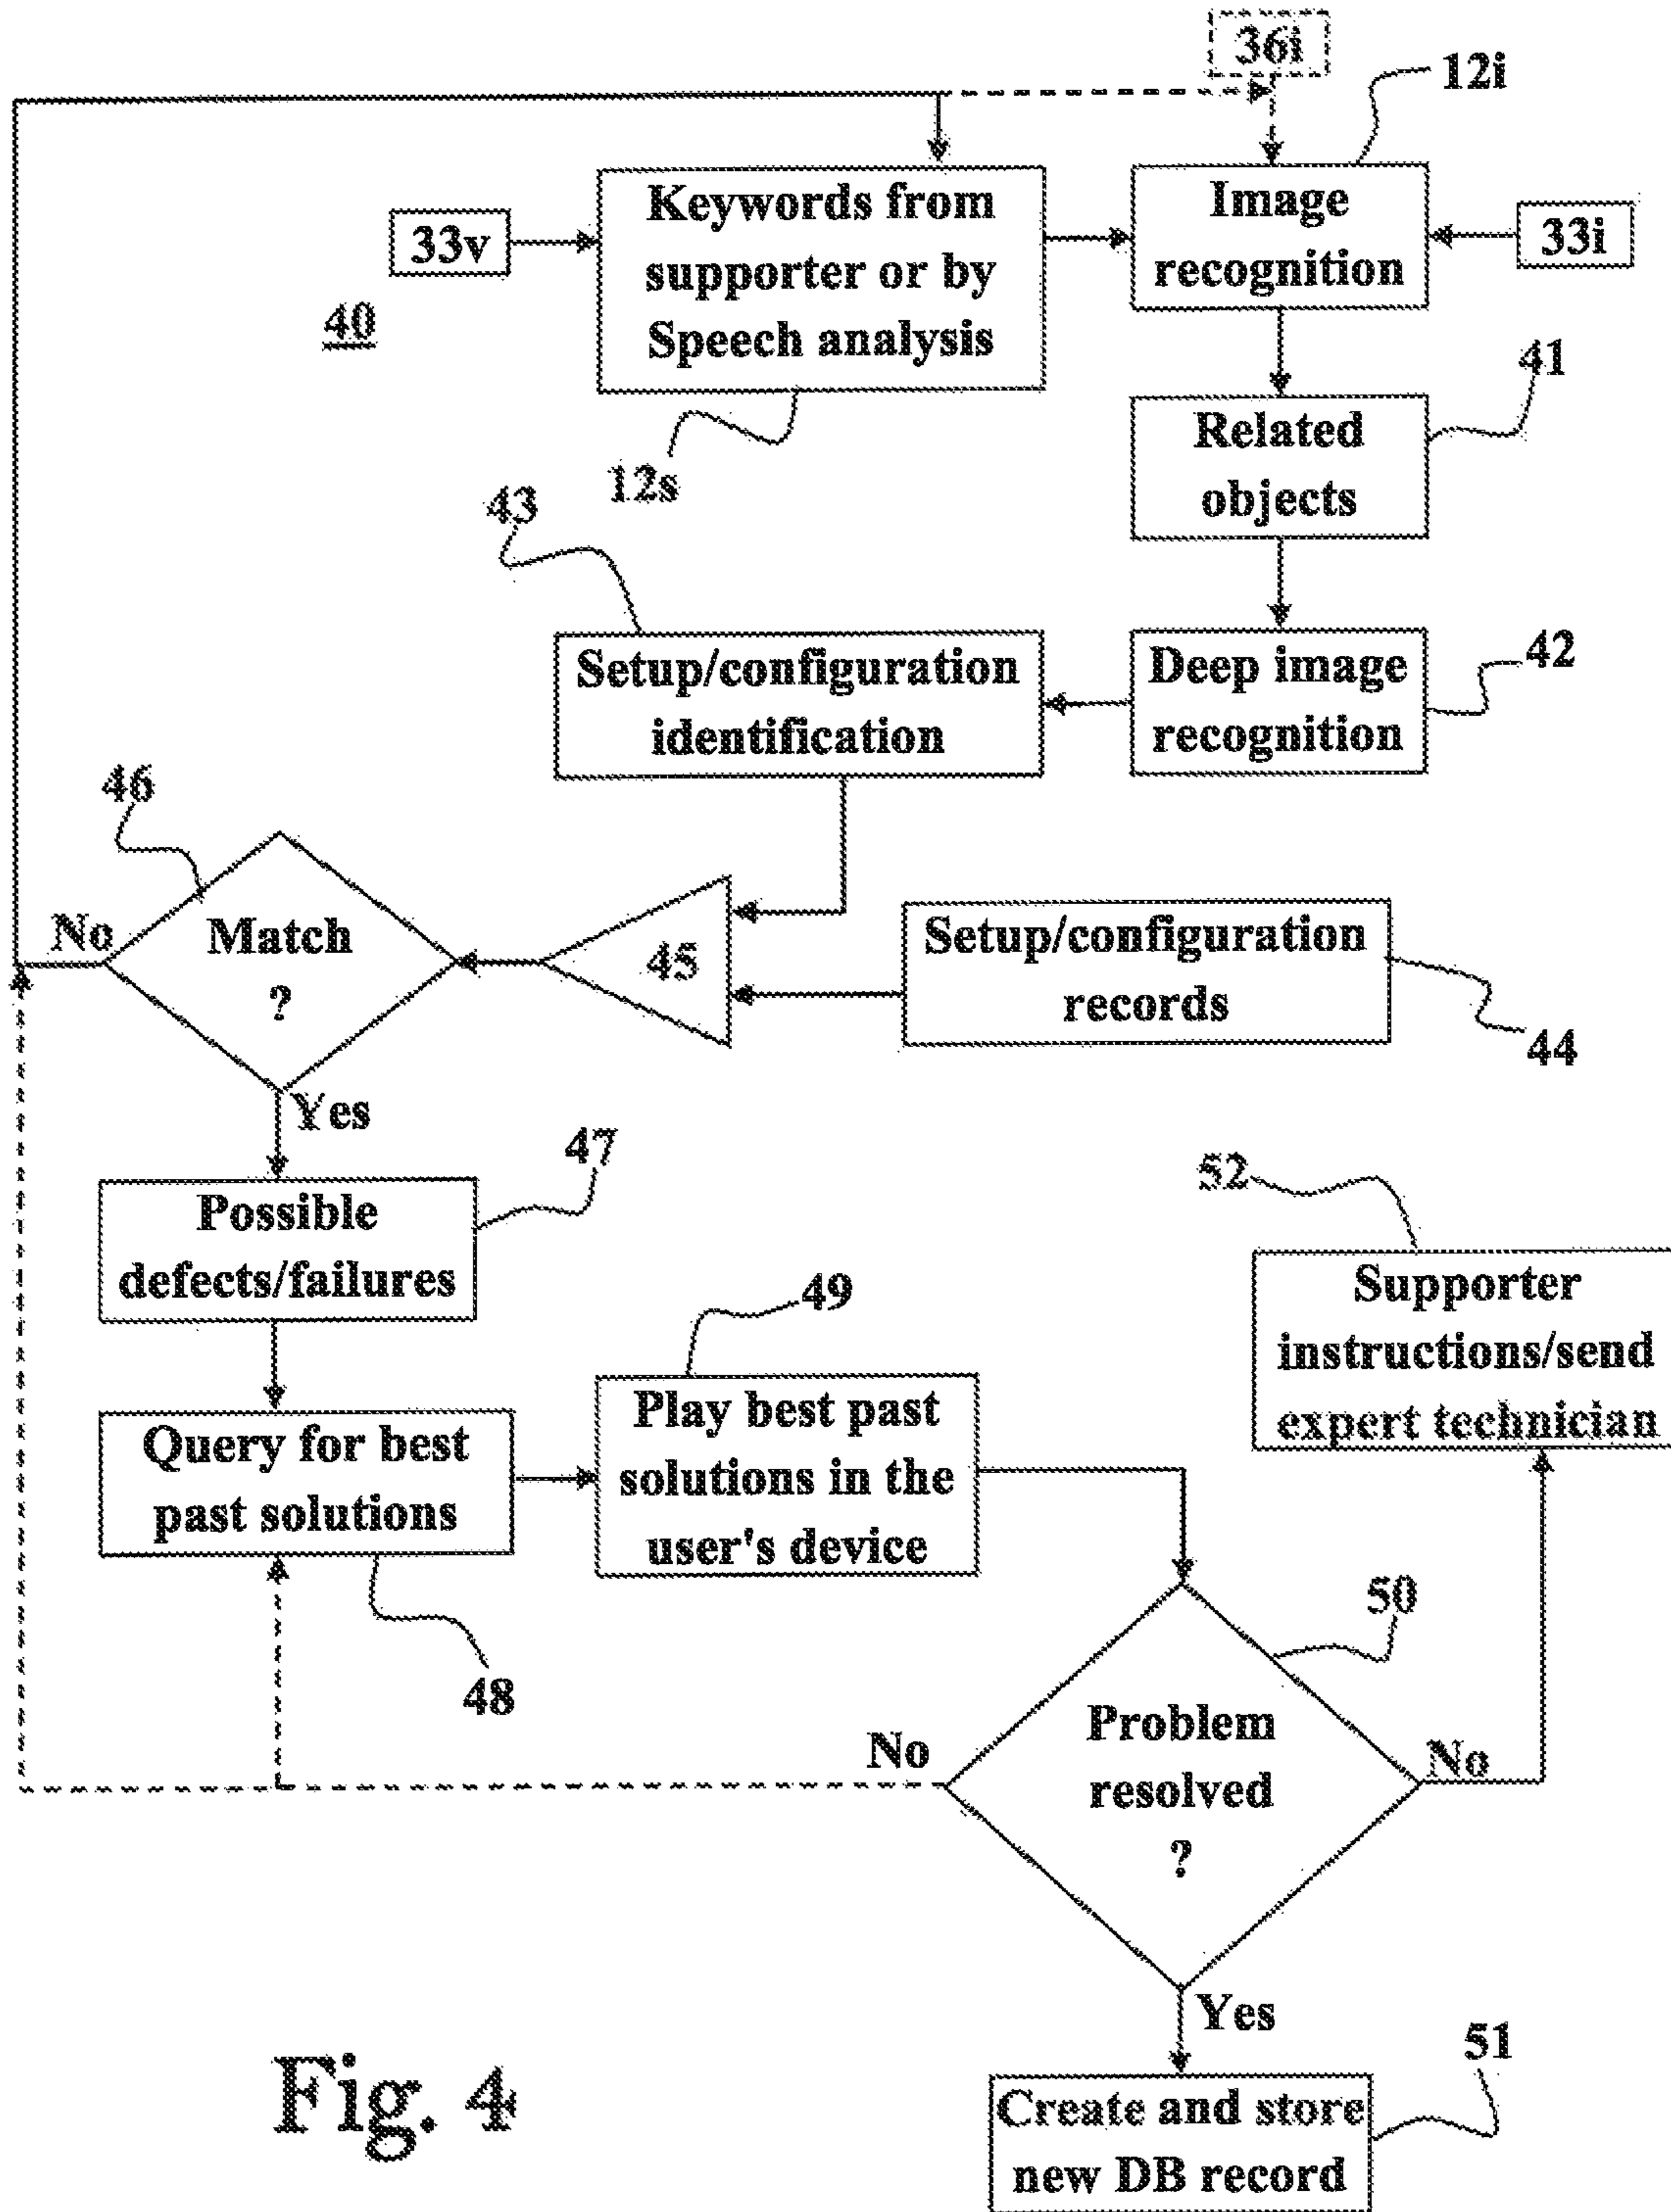 36i
12i
33v
Keywords from
supporter or by
Speech analysis
Image
recognition
33i
40
12s
41
Related
objects
43
Setup/configuration
identification
Deep image
recognition
42
46
No
Match
?
45
Setup/configuration
records
44
Yes
47
Possible
defects/failures
52
Supporter
instructions/send
expert technician
49
Query for best
past solutions
Play best past
solutions in the
user's device
48
50
No
Problem
resolved
?
No
Yes
51
Create and store
new DB record
Fig. 4